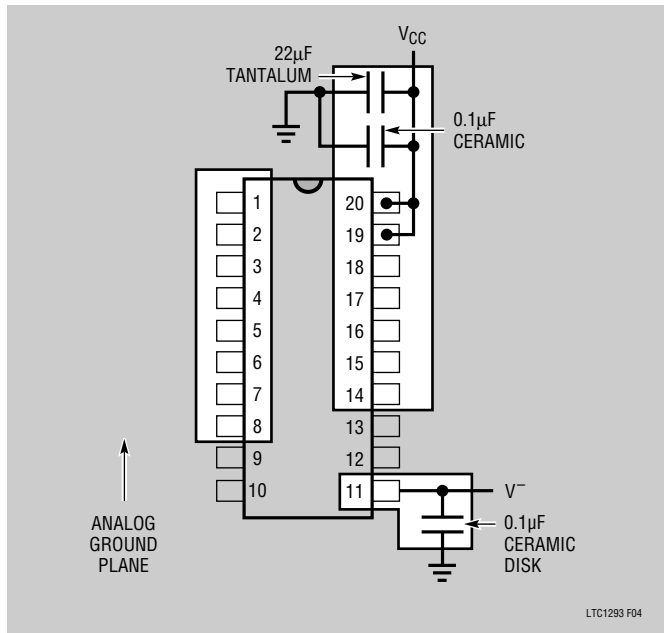 V_CC
22µF
TANTALUM
0.1µF
CERAMIC
1
2
3
4
5
6
7
8
9
10
20
19
18
17
16
15
14
13
12
11
V⁻
ANALOG
GROUND
PLANE
0.1µF
CERAMIC
DISK
LTC1293 F04